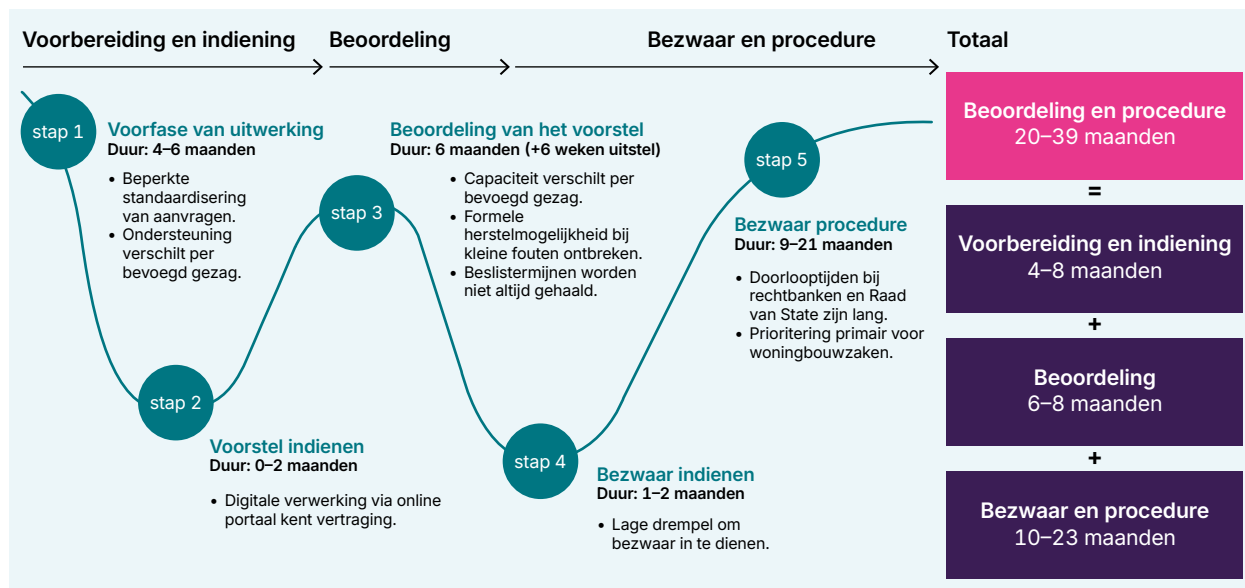 Voorbereiding en indiening
Beoordeling
Bezwaar en procedure
Totaal
stap 1
Voorfase van uitwerking
Duur: 4–6 maanden
• Beperkte
standaardisering
van aanvragen.
• Ondersteuning
verschilt per
bevoegd gezag.
stap 2
Voorstel indienen
Duur: 0–2 maanden
• Digitale verwerking via online
portaal kent vertraging.
stap 3
Beoordeling van het voorstel
Duur: 6 maanden (+6 weken uitstel)
• Capaciteit verschilt per
bevoegd gezag.
• Formele
herstelmogelijkheid bij
kleine fouten ontbreken.
• Beslistermijnen worden
niet altijd gehaald.
stap 4
Bezwaar indienen
Duur: 1–2 maanden
• Lage drempel om
bezwaar in te dienen.
stap 5
Bezwaar procedure
Duur: 9–21 maanden
• Doorlooptijden bij
rechtbanken en Raad
van State zijn lang.
• Prioritering primair voor
woningbouwzaken.
Beoordeling en procedure
20–39 maanden
=
Voorbereiding en indiening
4–8 maanden
+
Beoordeling
6–8 maanden
+
Bezwaar en procedure
10–23 maanden